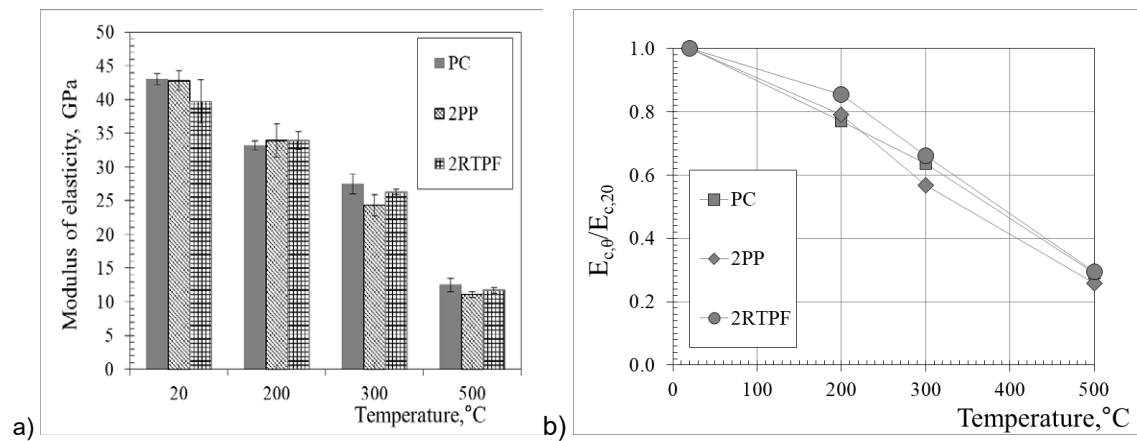 50
45
40
35
30
25
20
15
10
5
0
Modulus of elasticity, GPa
PC
2PP
2RTPF
20 200 300 500
Temperature,°C
a)
1.0
0.8
0.6
0.4
0.2
0.0
E c,θ/E c,20
PC
2PP
2RTPF
0 100 200 300 400 500
Temperature,°C
b)